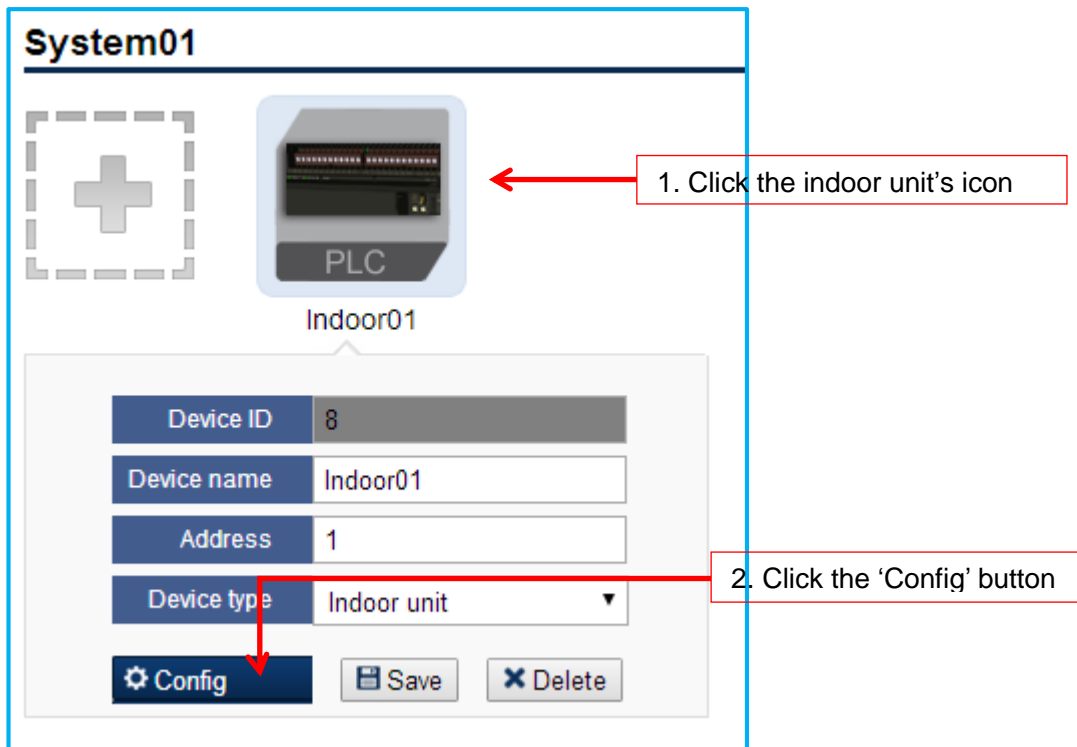 System01
1. Click the indoor unit’s icon
PLC
Indoor01
Device ID 8
Device name Indoor01
Address 1
2. Click the ‘Config’ button
Device type Indoor unit
Config Save Delete